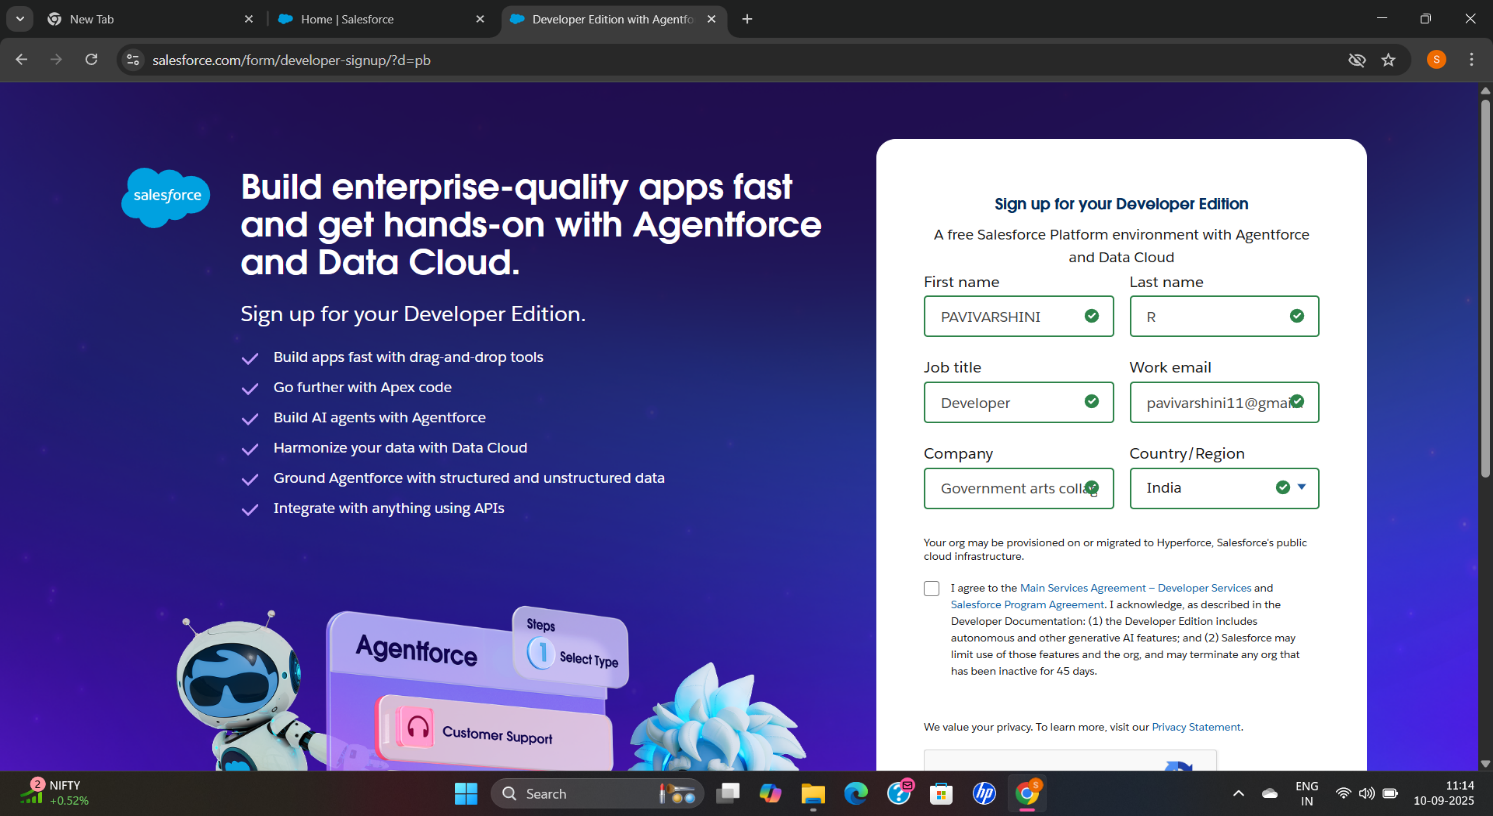 New Tab
Home | Salesforce
Developer Edition with Agentfo
salesforce.com/form/developer-signup/?d=pb
S
salesforce
Build enterprise-quality apps fast
and get hands-on with Agentforce
and Data Cloud.
Sign up for your Developer Edition.
Build apps fast with drag-and-drop tools
Go further with Apex code
Build AI agents with Agentforce
Harmonize your data with Data Cloud
Ground Agentforce with structured and unstructured data
Integrate with anything using APIs
Agentforce
Steps
1 Select Type
Customer Support
Sign up for your Developer Edition
A free Salesforce Platform environment with Agentforce
and Data Cloud
First name Last name
PAVIVARSHINI R
Job title Work email
Developer pavivarshini11@gmail
Company Country/Region
Government arts colla India
Your org may be provisioned on or migrated to Hyperforce, Salesforce's public
cloud infrastructure.
I agree to the Main Services Agreement – Developer Services and
Salesforce Program Agreement. I acknowledge, as described in the
Developer Documentation: (1) the Developer Edition includes
autonomous and other generative AI features; and (2) Salesforce may
limit use of those features and the org, and may terminate any org that
has been inactive for 45 days.
We value your privacy. To learn more, visit our Privacy Statement.
2
NIFTY
+0.52%
Search
hp
S
ENG
IN
11:14
10-09-2025